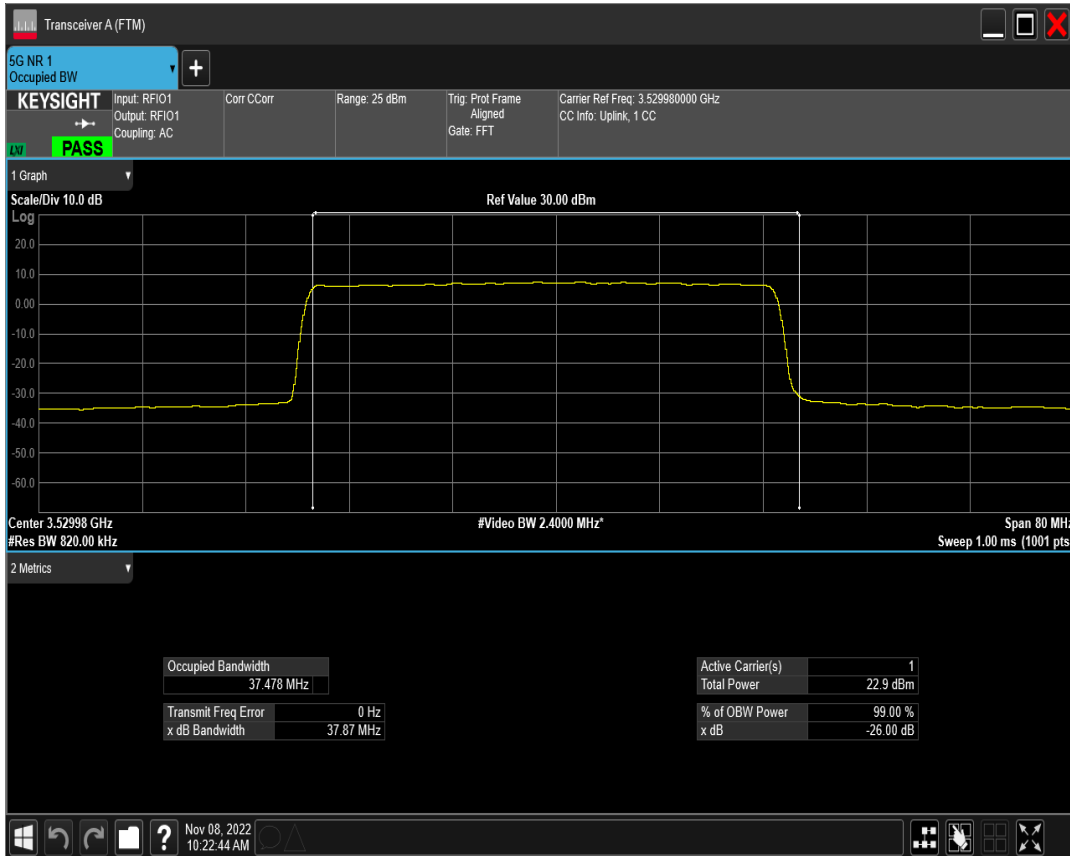 Transceiver A (FTM)
5G NR 1
Occupied BW
+
KEYSIGHT
LXI
PASS
Input: RFIO1
Output: RFIO1
Coupling: AC
Corr CCorr
Range: 25 dBm
Trig: Prot Frame
Aligned
Gate: FFT
Carrier Ref Freq: 3.529980000 GHz
CC Info: Uplink, 1 CC
1 Graph
Scale/Div 10.0 dB
Ref Value 30.00 dBm
Log
20.0
10.0
0.00
-10.0
-20.0
-30.0
-40.0
-50.0
-60.0
Center 3.52998 GHz
#Video BW 2.4000 MHz*
Span 80 MHz
#Res BW 820.00 kHz
Sweep 1.00 ms (1001 pts
2 Metrics
Occupied Bandwidth
37.478 MHz
Transmit Freq Error 0 Hz
x dB Bandwidth 37.87 MHz
Active Carrier(s) 1
Total Power 22.9 dBm
% of OBW Power 99.00 %
x dB -26.00 dB
?
Nov 08, 2022
10:22:44 AM